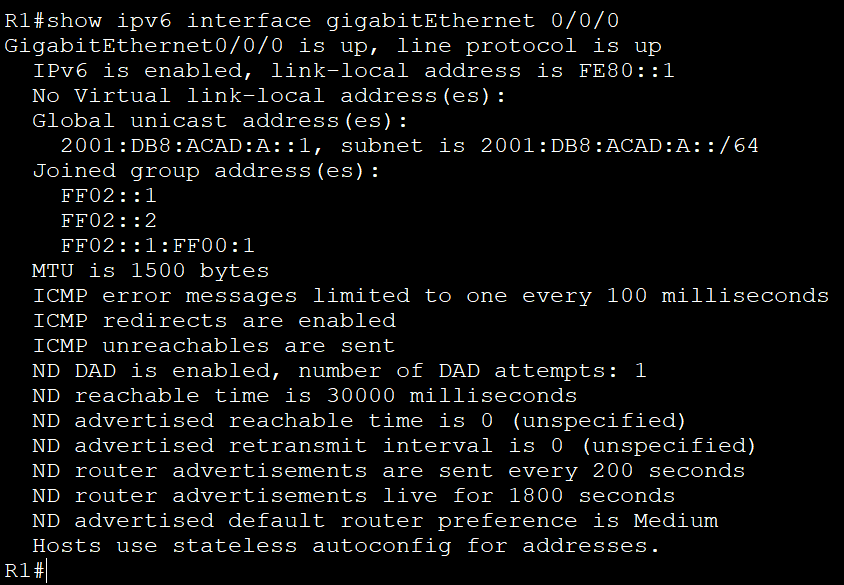 R1#show ipv6 interface gigabitEthernet 0/0/0
GigabitEthernet0/0/0 is up, line protocol is up
  IPv6 is enabled, link-local address is FE80::1
  No Virtual link-local address(es):
  Global unicast address(es):
    2001:DB8:ACAD:A::1, subnet is 2001:DB8:ACAD:A::/64
  Joined group address(es):
    FF02::1
    FF02::2
    FF02::1:FF00:1
  MTU is 1500 bytes
  ICMP error messages limited to one every 100 milliseconds
  ICMP redirects are enabled
  ICMP unreachables are sent
  ND DAD is enabled, number of DAD attempts: 1
  ND reachable time is 30000 milliseconds
  ND advertised reachable time is 0 (unspecified)
  ND advertised retransmit interval is 0 (unspecified)
  ND router advertisements are sent every 200 seconds
  ND router advertisements live for 1800 seconds
  ND advertised default router preference is Medium
  Hosts use stateless autoconfig for addresses.
R1#